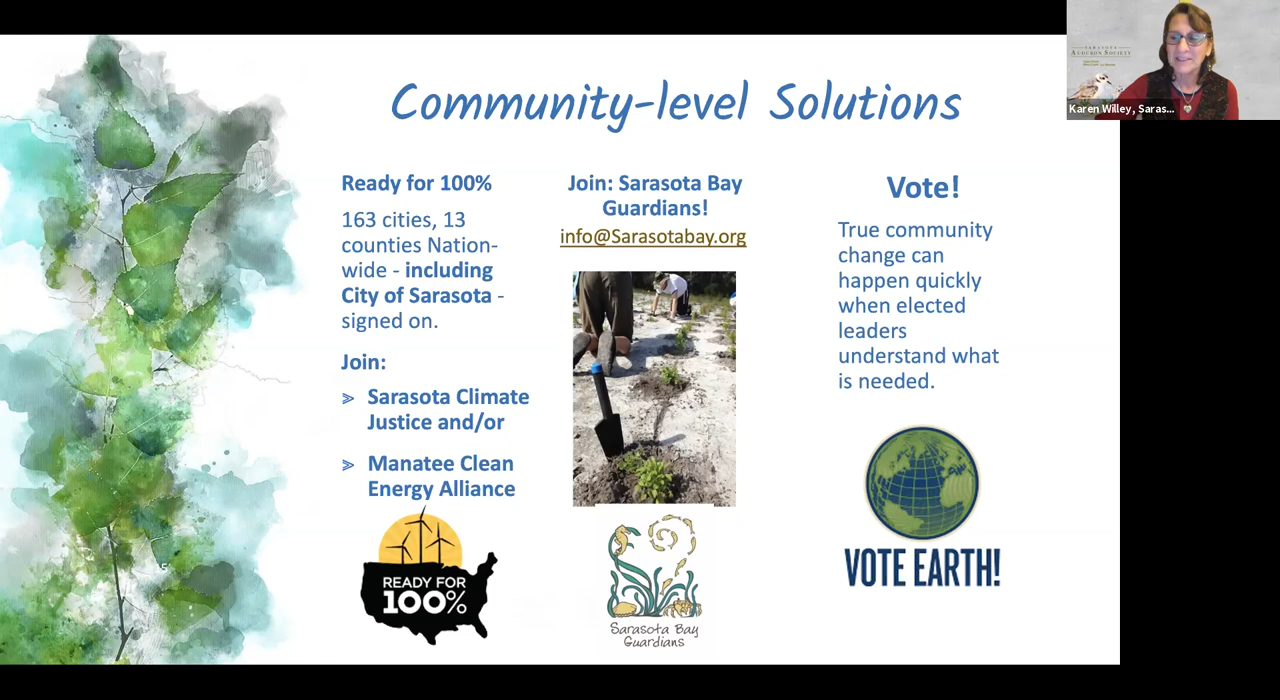 Community-level Solutions
Ready for 100%
163 cities, 13
counties Nation-
wide - including
City of Sarasota -
signed on.
Join:
Sarasota Climate
Justice and/or
Manatee Clean
Energy Alliance
READY FOR
100%
Join: Sarasota Bay
Guardians!
info@Sarasotabay.org
Sarasota Bay
Guardians
Vote!
True community
change can
happen quickly
when elected
leaders
understand what
is needed.
VOTE EARTH!
SARASOTA
AUDUBON SOCIETY
Karen Willey, Saras...